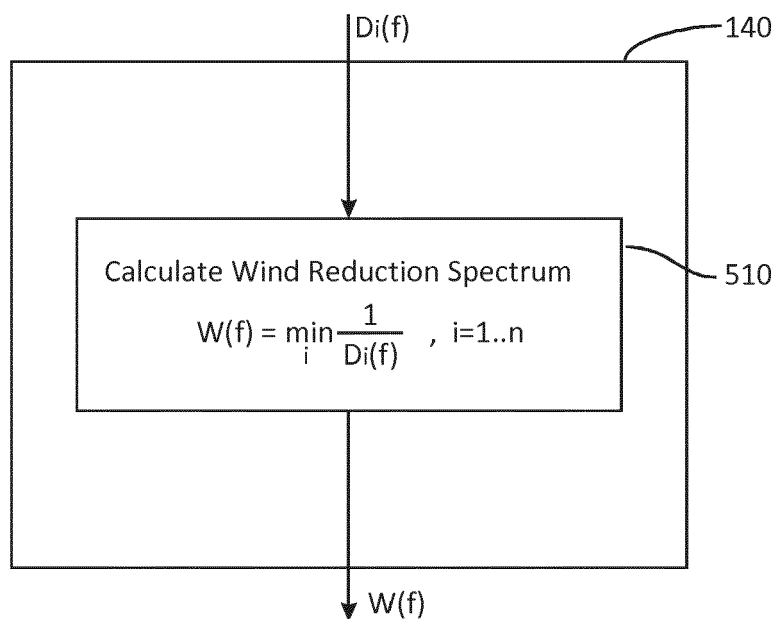 Di(f)
140
Calculate Wind Reduction Spectrum
510
W(f) = min 1 , i=1..n
i Di(f)
W(f)